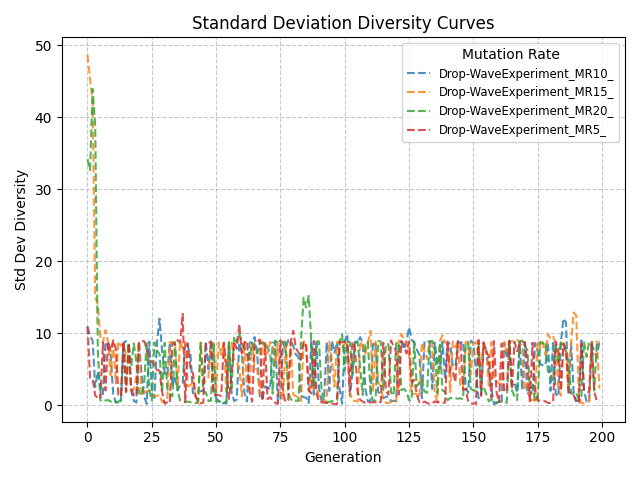 Standard Deviation Diversity Curves
Mutation Rate
Drop-WaveExperiment_MR10_
Drop-WaveExperiment_MR15_
Drop-WaveExperiment_MR20_
Drop-WaveExperiment_MR5_
Std Dev Diversity
50
40
30
20
10
0
0 25 50 75 100 125 150 175 200
Generation